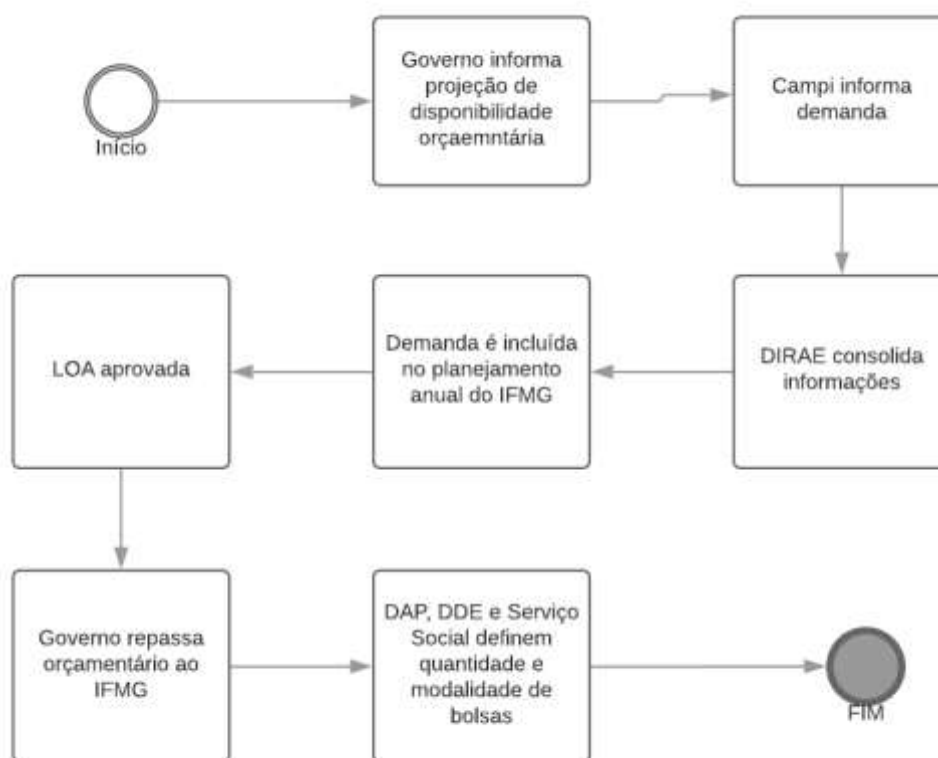 Início
Governo informa
projeção de
disponibilidade
orçaemntária
Campi informa
demanda
DIRAE consolida
informações
Demanda é incluída
no planejamento
anual do IFMG
LOA aprovada
Governo repassa
orçamentário ao
IFMG
DAP, DDE e Serviço
Social definem
quantidade e
modalidade de
bolsas
FIM